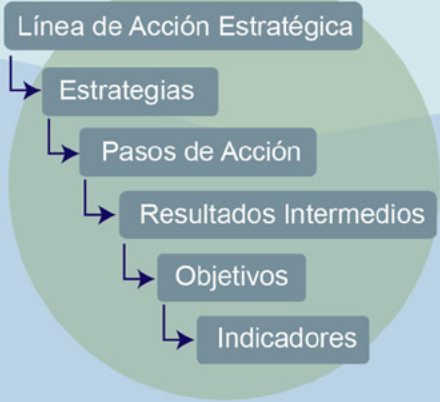 Línea de Acción Estratégica
Estrategias
Pasos de Acción
Resultados Intermedios
Objetivos
Indicadores